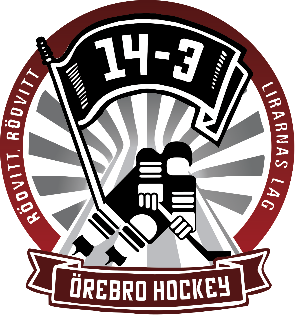 14-3
RÖDVITT, RÖDVITT
LIRARNAS LAG
ÖREBRO HOCKEY